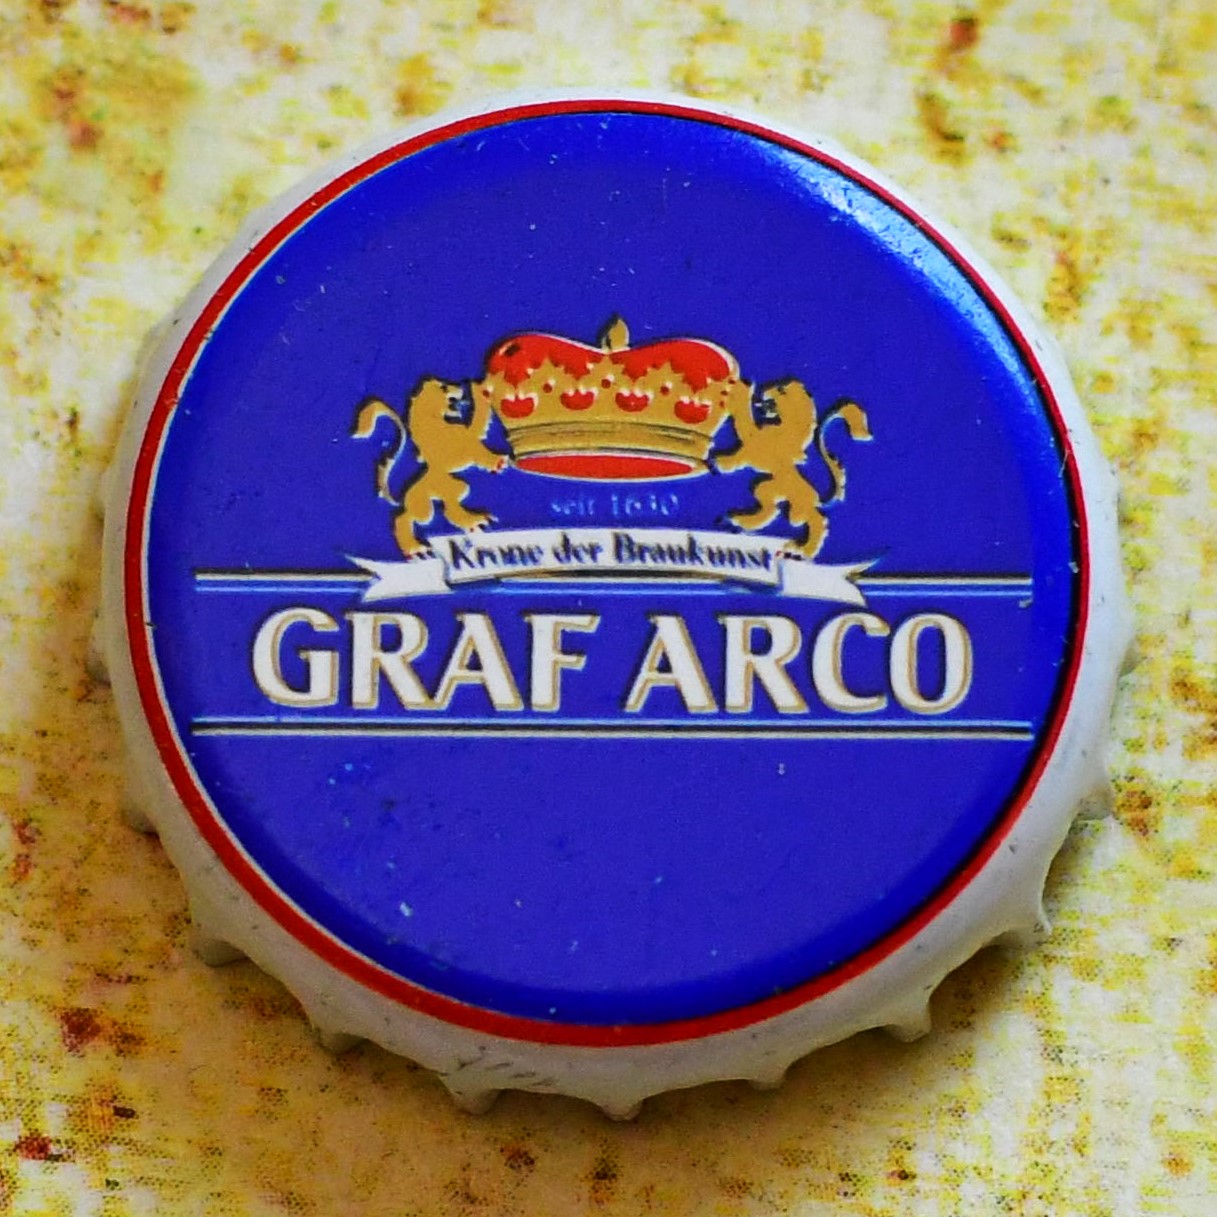 seit 1630
Krone der Braukunst
GRAF ARCO